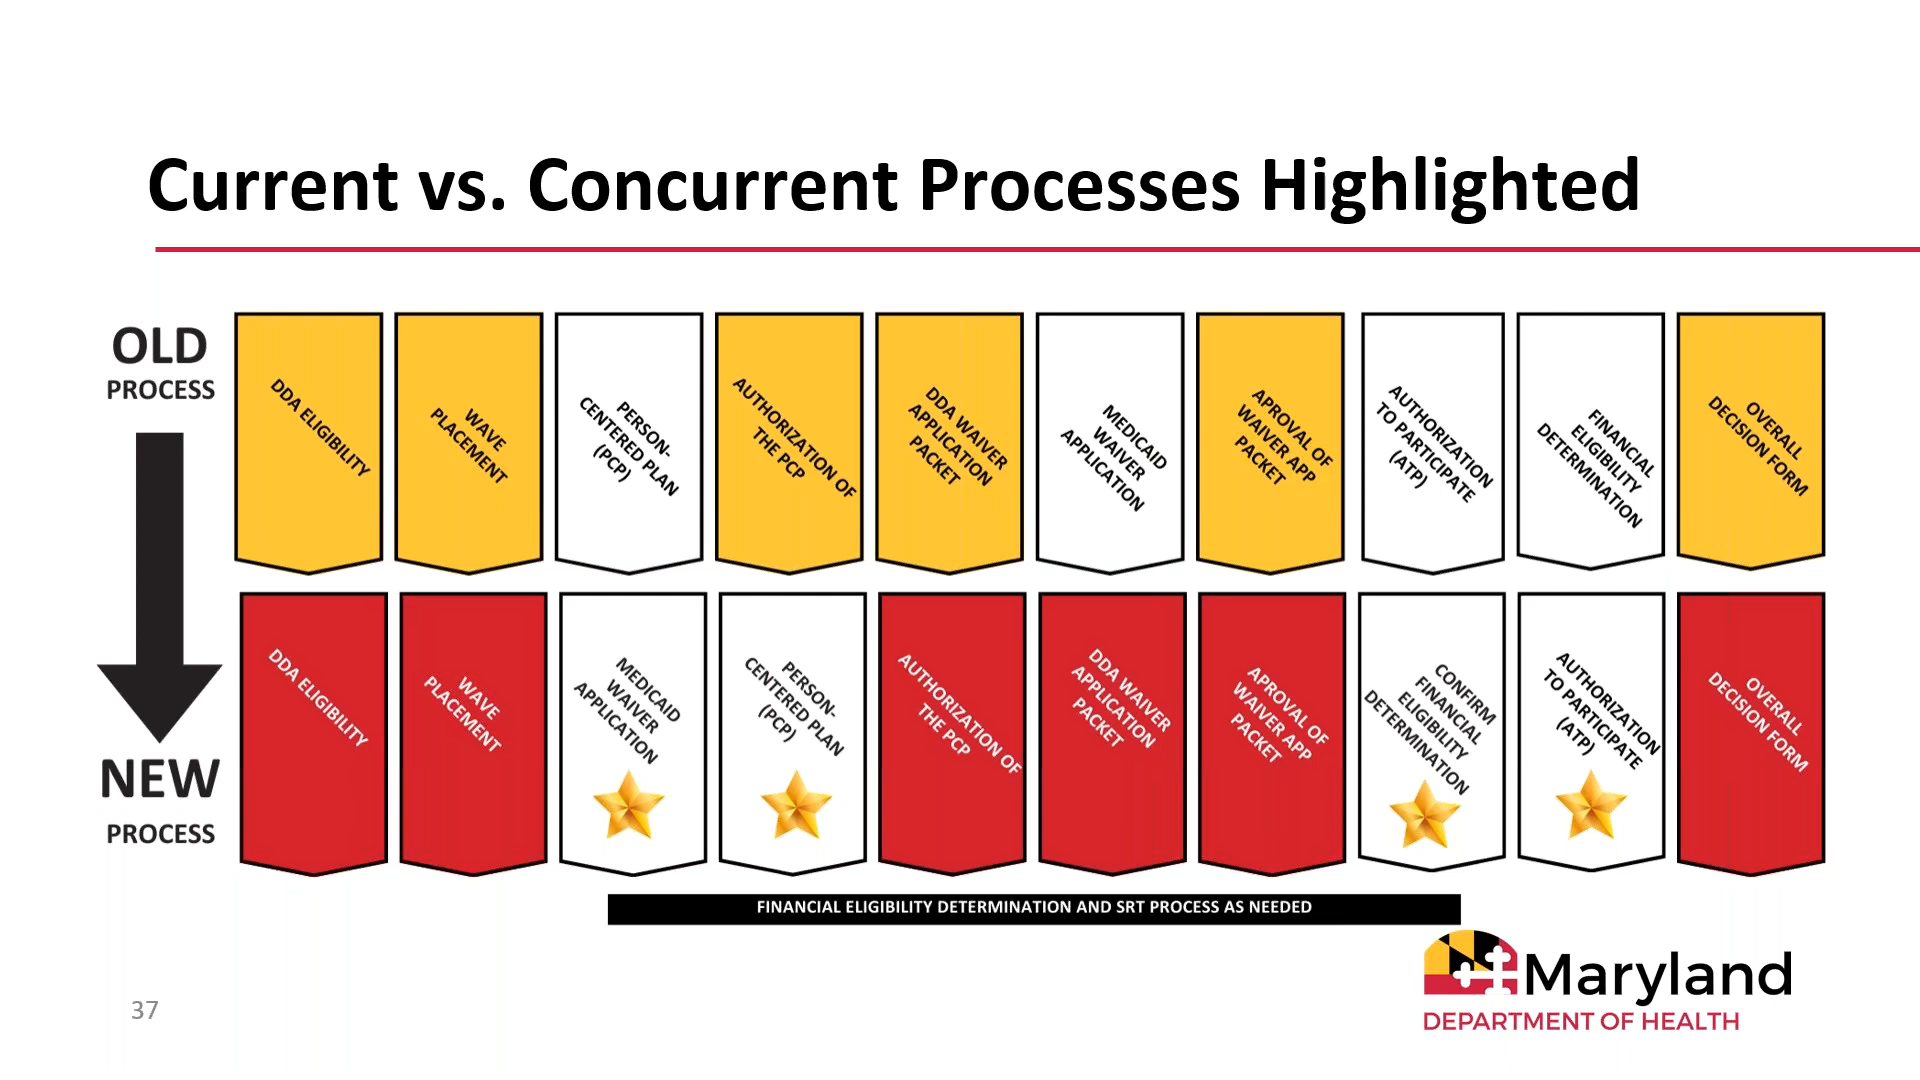 Current vs. Concurrent Processes Highlighted
OLD
PROCESS
DDA ELIGIBILITY
WAVE
PLACEMENT
PERSON-
CENTERED PLAN
(PCP)
AUTHORIZATION OF
THE PCP
DDA WAIVER
APPLICATION
PACKET
MEDICAID
WAIVER
APPLICATION
APROVAL OF
WAIVER APP
PACKET
AUTHORIZATION
TO PARTICIPATE
(ATP)
FINANCIAL
ELIGIBILITY
DETERMINATION
OVERALL
DECISION FORM
NEW
PROCESS
DDA ELIGIBILITY
WAVE
PLACEMENT
MEDICAID
WAIVER
APPLICATION
PERSON-
CENTERED PLAN
(PCP)
AUTHORIZATION OF
THE PCP
DDA WAIVER
APPLICATION
PACKET
APROVAL OF
WAIVER APP
PACKET
CONFIRM
FINANCIAL
ELIGIBILITY
DETERMINATION
AUTHORIZATION
TO PARTICIPATE
(ATP)
OVERALL
DECISION FORM
FINANCIAL ELIGIBILITY DETERMINATION AND SRT PROCESS AS NEEDED
37
Maryland
DEPARTMENT OF HEALTH